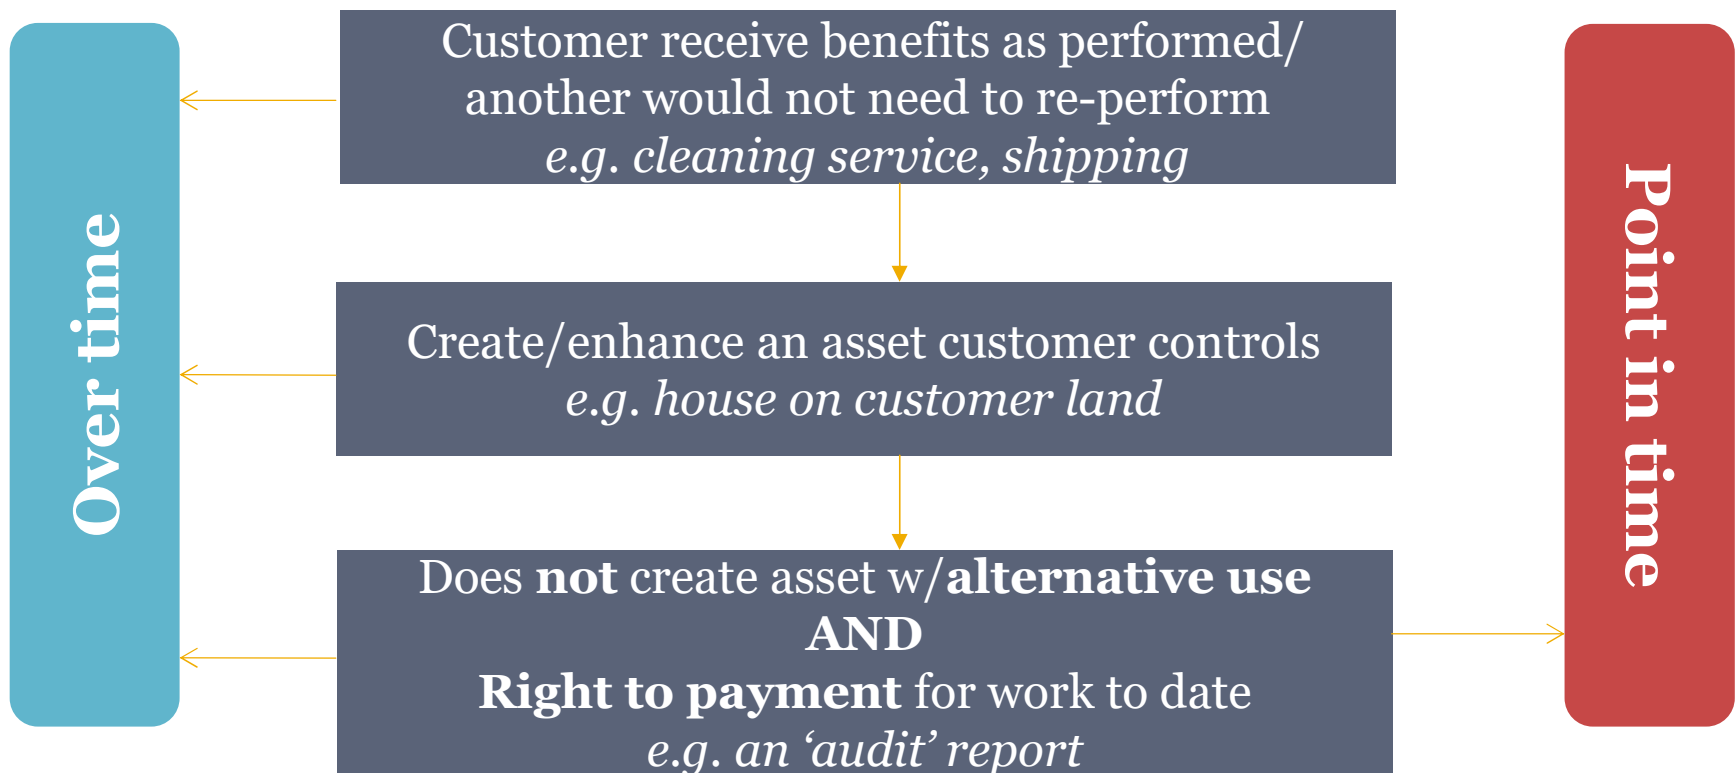 Over time
Customer receive benefits as performed/
another would not need to re-perform
e.g. cleaning service, shipping
Create/enhance an asset customer controls
e.g. house on customer land
Does not create asset w/alternative use
AND
Right to payment for work to date
e.g. an ‘audit’ report
Point in time